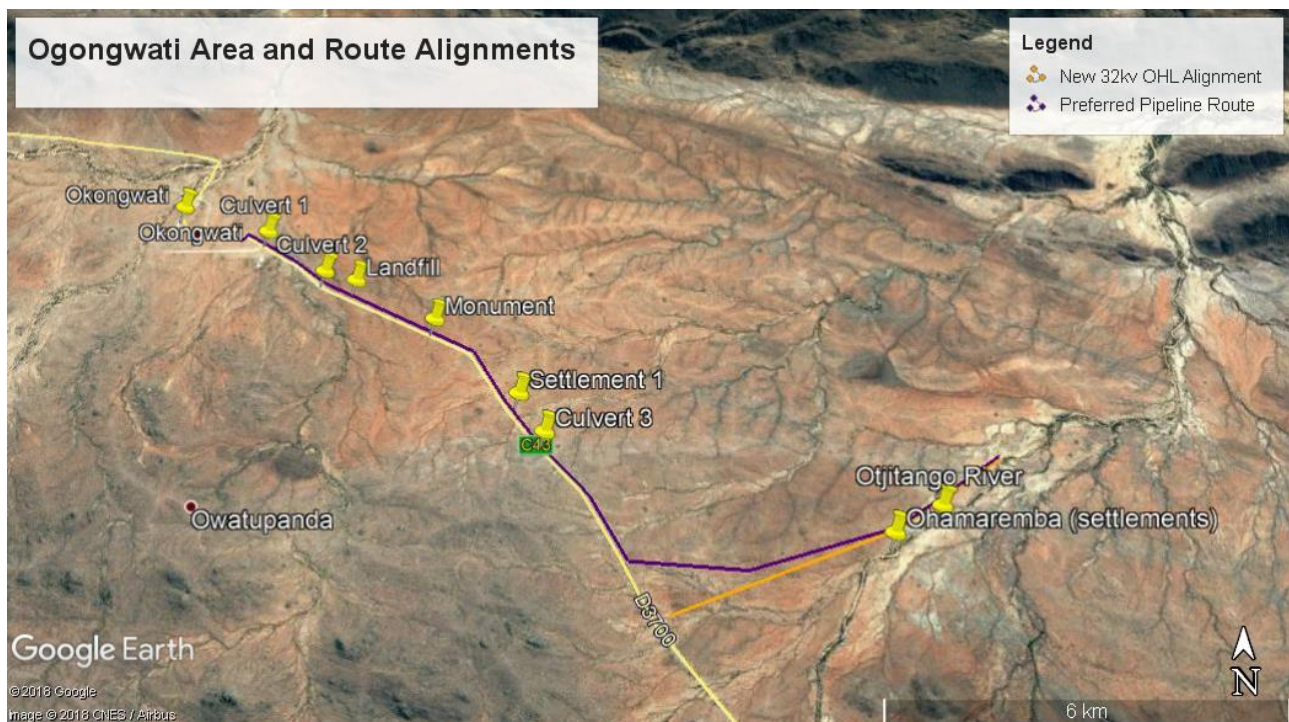 Ogongwati Area and Route Alignments
Legend
New 32kv OHL Alignment
Preferred Pipeline Route
Okongwati
Culvert 1
Okongwati
Culvert 2
Landfill
Monument
Settlement 1
Culvert 3
C43
Otjitango River
Ohamaremba (settlements)
Owatupanda
D3700
Google Earth
©2018 Google
Image © 2018 CNES / Airbus
N
6 km